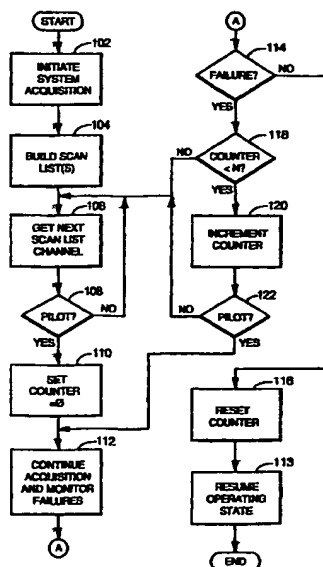 START
102
INITIATE
SYSTEM
ACQUISITION
104
BUILD SCAN
LIST(S)
106
GET NEXT
SCAN LIST
CHANNEL
108
PILOT?
NO
YES
110
SET
COUNTER
=0
112
CONTINUE
ACQUISITION
AND MONITOR
FAILURES
A
A
114
FAILURE?
NO
YES
118
NO
COUNTER
< N?
YES
120
INCREMENT
COUNTER
122
NO
PILOT?
YES
116
RESET
COUNTER
113
RESUME
OPERATING
STATE
END